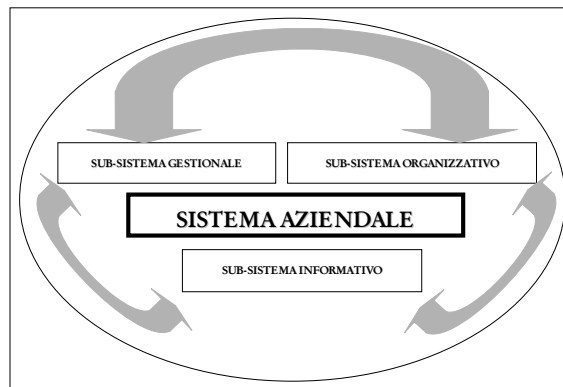 SUB-SISTEMA GESTIONALE
SUB-SISTEMA ORGANIZZATIVO
SISTEMA AZIENDALE
SUB-SISTEMA INFORMATIVO